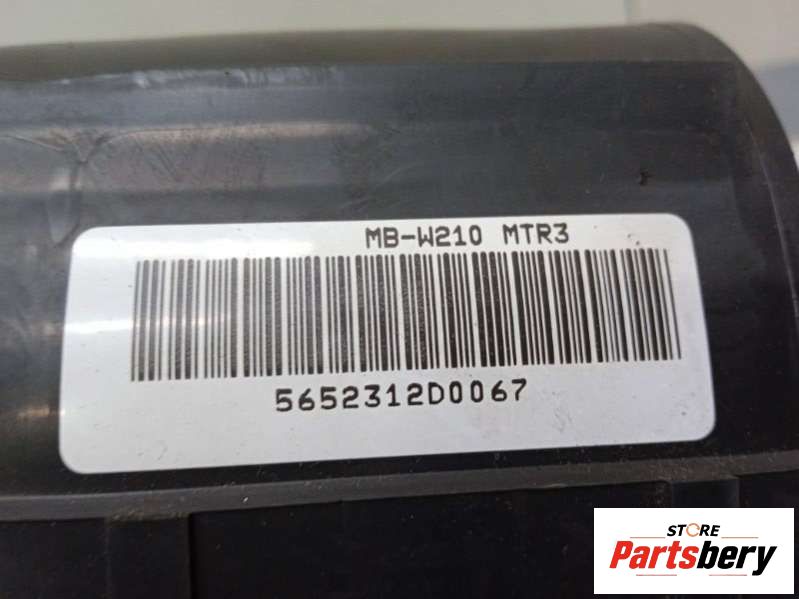 MB-W210 MTR3
5652312D0067
STORE
Partsbery